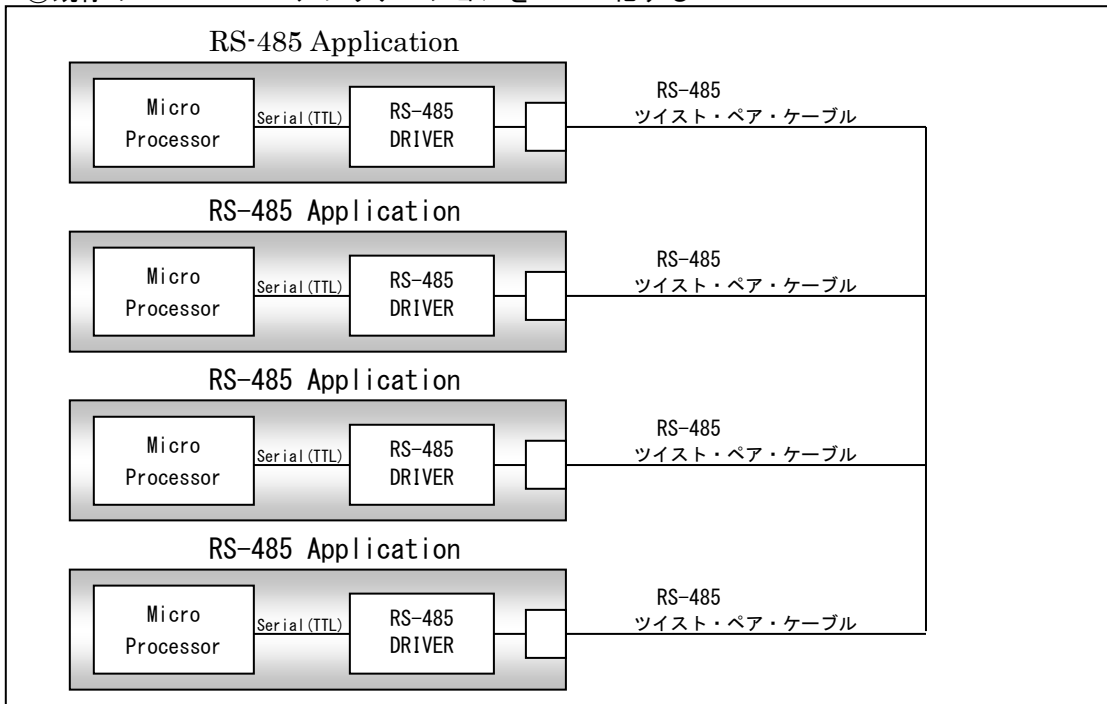 RS-485 Application
Micro
Processor
Serial(TTL)
RS-485
DRIVER
RS-485
ツイスト・ペア・ケーブル
RS-485 Application
Micro
Processor
Serial(TTL)
RS-485
DRIVER
RS-485
ツイスト・ペア・ケーブル
RS-485 Application
Micro
Processor
Serial(TTL)
RS-485
DRIVER
RS-485
ツイスト・ペア・ケーブル
RS-485 Application
Micro
Processor
Serial(TTL)
RS-485
DRIVER
RS-485
ツイスト・ペア・ケーブル